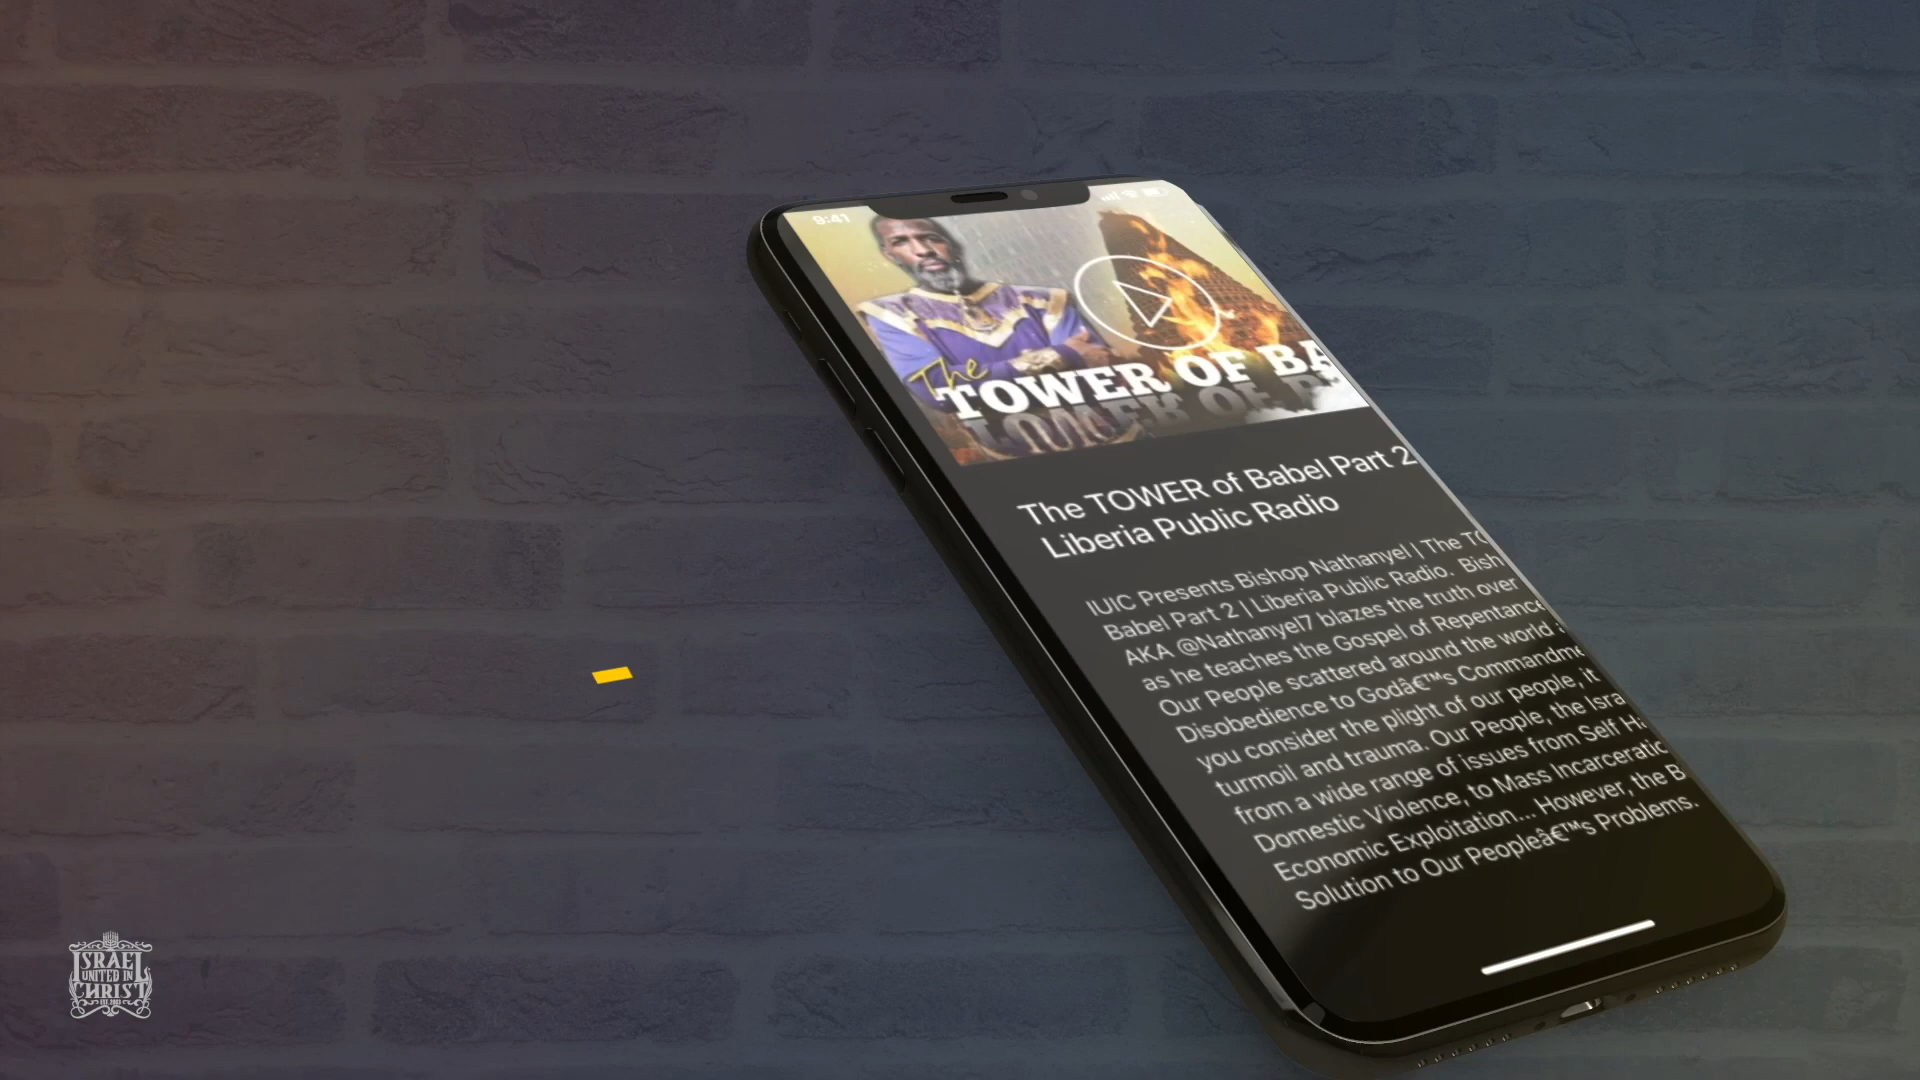 9:41
The
TOWER OF BA
The TOWER of Babel Part 2
Liberia Public Radio
IUIC Presents Bishop Nathanyel | The TO
Babel Part 2 | Liberia Public Radio. Bish
AKA @Nathanyel7 blazes the truth over
as he teaches the Gospel of Repentance
Our People scattered around the world a
Disobedience to Godâ€™s Commandme
you consider the plight of our people, it
turmoil and trauma. Our People, the Isra
from a wide range of issues from Self Ha
Domestic Violence, to Mass Incarceratic
Economic Exploitation... However, the B
Solution to Our Peopleâ€™s Problems.
ISRAEL
UNITED IN
CHRIST